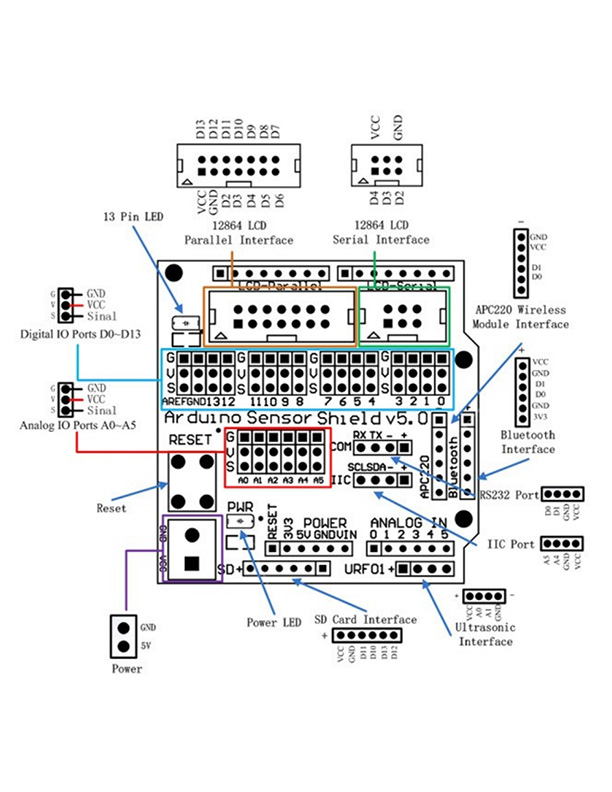 D13 D12 D11 D10 D9 D8 D7
VCC GND
VCC GND D2 D3 D4 D5 D6
D4 D3 D2
13 Pin LED
12864 LCD
Parallel Interface
12864 LCD
Serial Interface
GND
VCC
D1
D0
APC220 Wireless
Module Interface
LCD-Parallel
LCD-Serial
G GND
V VCC
S Sinal
Digital IO Ports D0~D13
G
V
S
AREF GND 13 12 11 10 9 8 7 6 5 4 3 2 1 0
VCC
GND
D1
D0
GND
3V3
Bluetooth
Interface
G GND
V VCC
S Sinal
Analog IO Ports A0~A5
Arduino Sensor Shield v5.0
RESET
G
V
S
A0 A1 A2 A3 A4 A5
COM RX TX - +
IIC SCL SDA - +
APC220
Bluetooth
Reset
RS232 Port
D0 D1 GND VCC
IIC Port
A5 A4 GND VCC
PWR
GND VCC
RESET
3V3
POWER
5V GND VIN
ANALOG IN
0 1 2 3 4 5
SD+
URF01+
Power LED
SD Card Interface
+
VCC GND D11 D10 D13 D12
+ -
VCC A0 A1 GND
Ultrasonic
Interface
GND
5V
Power